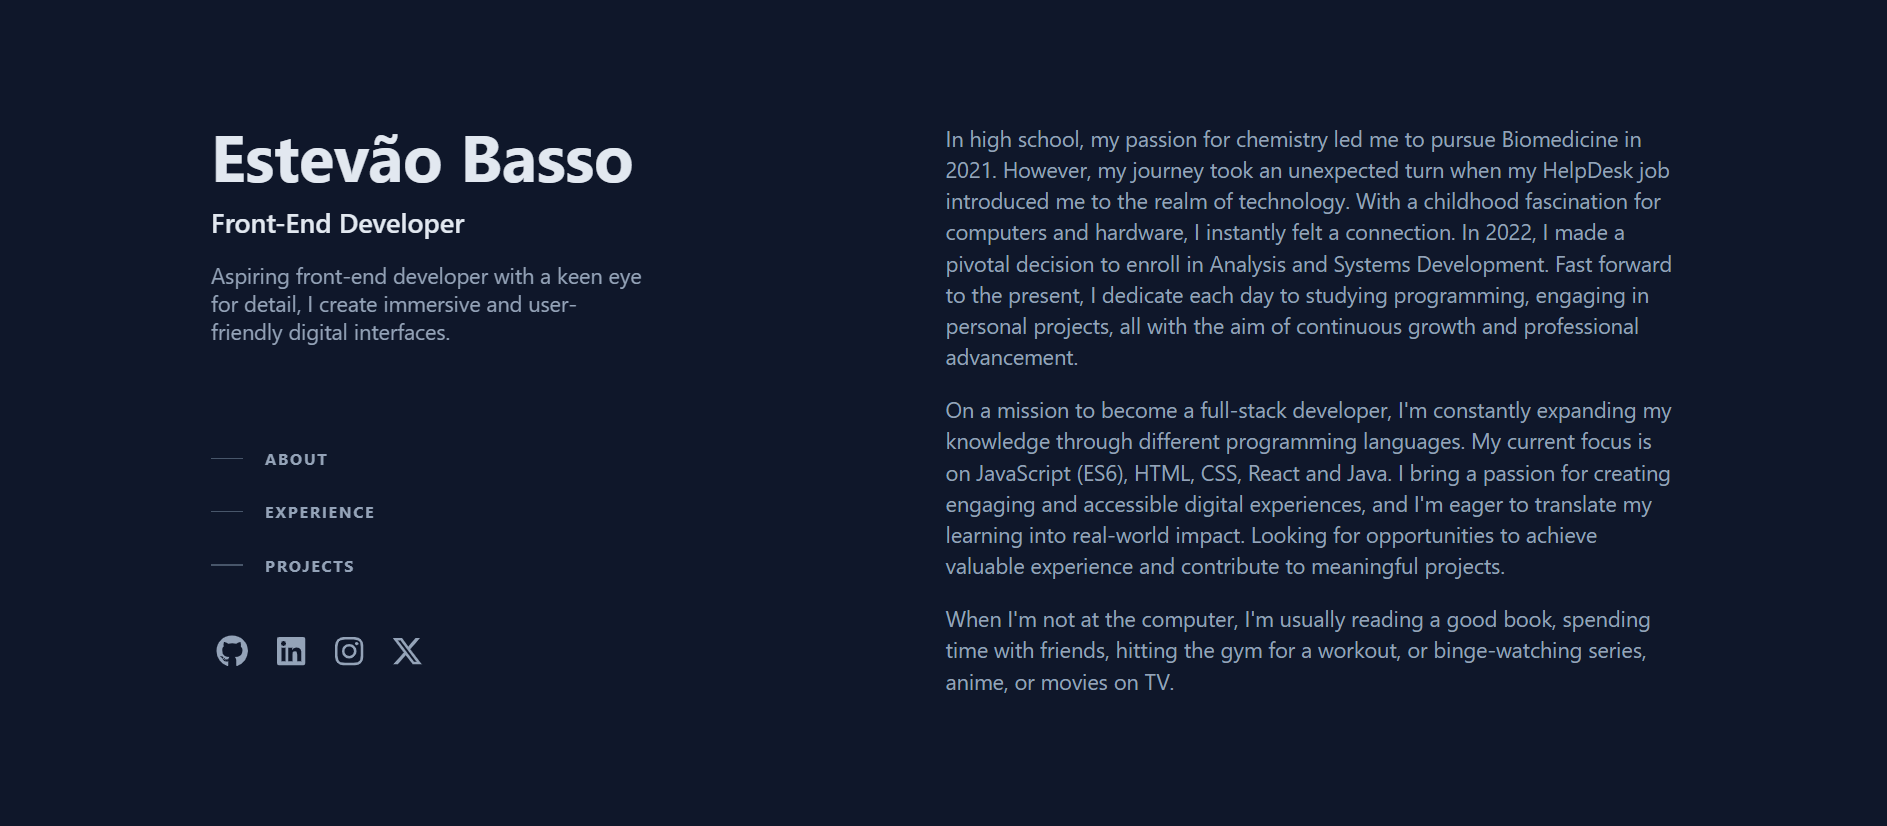 Estevão Basso
Front-End Developer
Aspiring front-end developer with a keen eye
for detail, I create immersive and user-
friendly digital interfaces.
ABOUT
EXPERIENCE
PROJECTS
In high school, my passion for chemistry led me to pursue Biomedicine in
2021. However, my journey took an unexpected turn when my HelpDesk job
introduced me to the realm of technology. With a childhood fascination for
computers and hardware, I instantly felt a connection. In 2022, I made a
pivotal decision to enroll in Analysis and Systems Development. Fast forward
to the present, I dedicate each day to studying programming, engaging in
personal projects, all with the aim of continuous growth and professional
advancement.
On a mission to become a full-stack developer, I'm constantly expanding my
knowledge through different programming languages. My current focus is
on JavaScript (ES6), HTML, CSS, React and Java. I bring a passion for creating
engaging and accessible digital experiences, and I'm eager to translate my
learning into real-world impact. Looking for opportunities to achieve
valuable experience and contribute to meaningful projects.
When I'm not at the computer, I'm usually reading a good book, spending
time with friends, hitting the gym for a workout, or binge-watching series,
anime, or movies on TV.